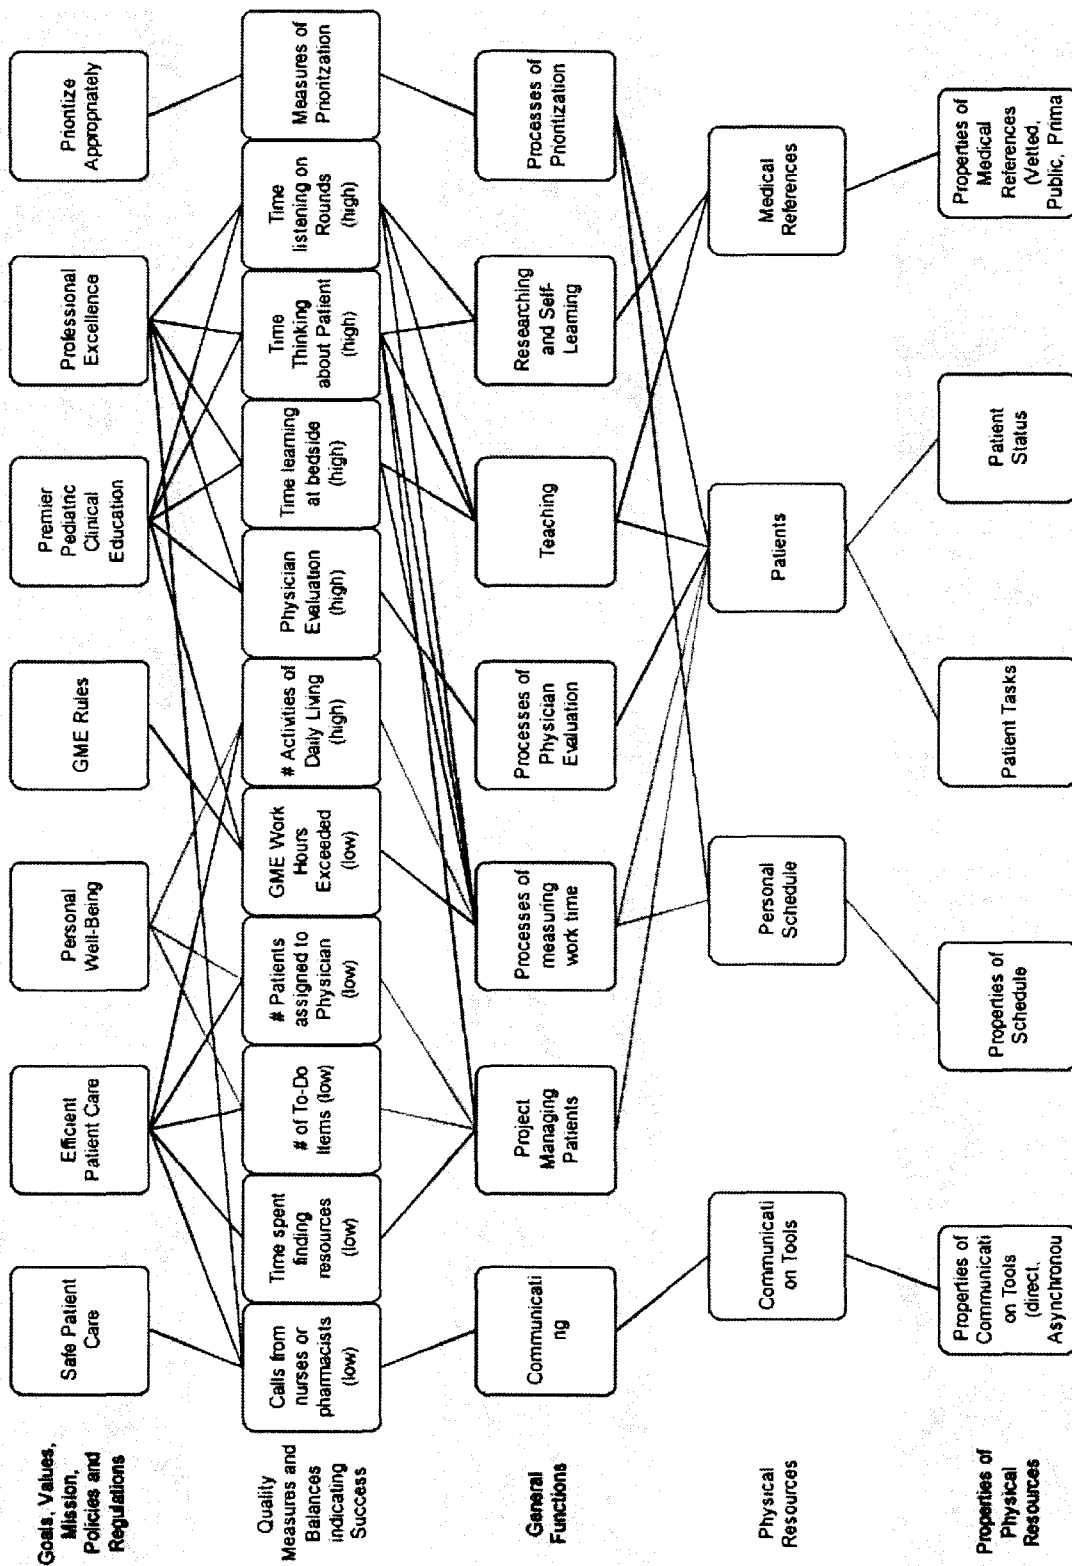 Goals, Values,
Mission,
Policies and
Regulations
Safe Patient
Care
Efficient
Patient Care
Personal
Well-Being
GME Rules
Premier
Pediatric
Clinical
Education
Professional
Excellence
Prioritize
Appropriately
Quality
Measures and
Balances
indicating
Success
Calls from
nurses or
pharmacists
(low)
Time spent
finding
resources
(low)
# of To-Do
Items (low)
# Patients
assigned to
Physician
(low)
GME Work
Hours
Exceeded
(low)
# Activities of
Daily Living
(high)
Physician
Evaluation
(high)
Time learning
at bedside
(high)
Time
Thinking
about Patient
(high)
Time
listening on
Rounds
(high)
Measures of
Prioritzation
General
Functions
Communicati
ng
Project
Managing
Patients
Processes of
measuring
work time
Processes of
Physician
Evaluation
Teaching
Researching
and Self-
Learning
Processes of
Prioritization
Physical
Resources
Communicati
on Tools
Personal
Schedule
Patients
Medical
References
Properties of
Physical
Resources
Properties of
Communicati
on Tools
(direct,
Asynchronou
Properties of
Schedule
Patient Tasks
Patient
Status
Properties of
Medical
References
(Vetted,
Public, Prima